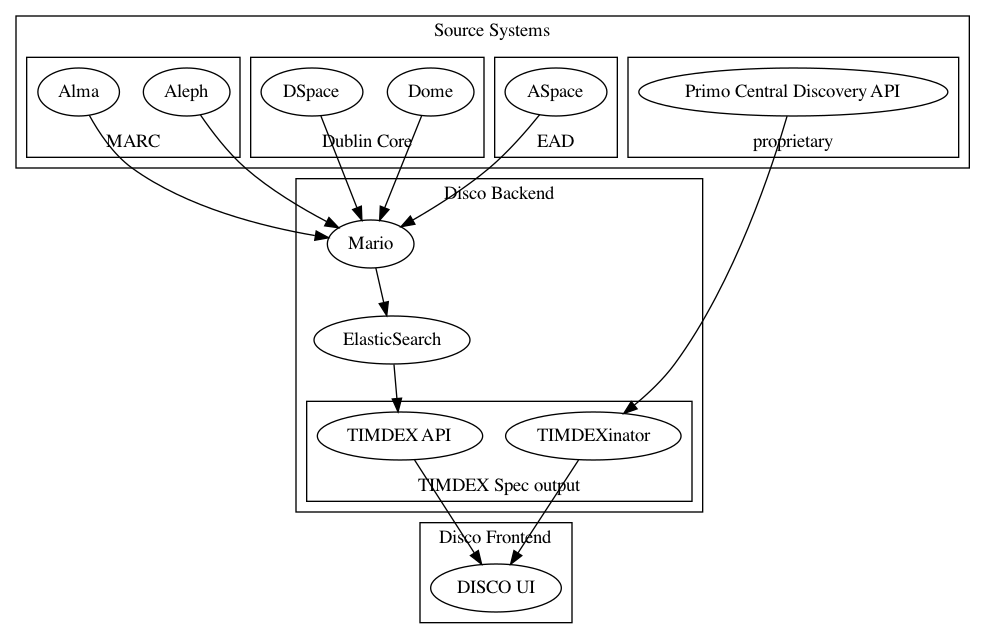 Source Systems
Alma
Aleph
DSpace
Dome
ASpace
Primo Central Discovery API
MARC
Dublin Core
EAD
proprietary
Disco Backend
Mario
ElasticSearch
TIMDEX API
TIMDEXinator
TIMDEX Spec output
Disco Frontend
DISCO UI